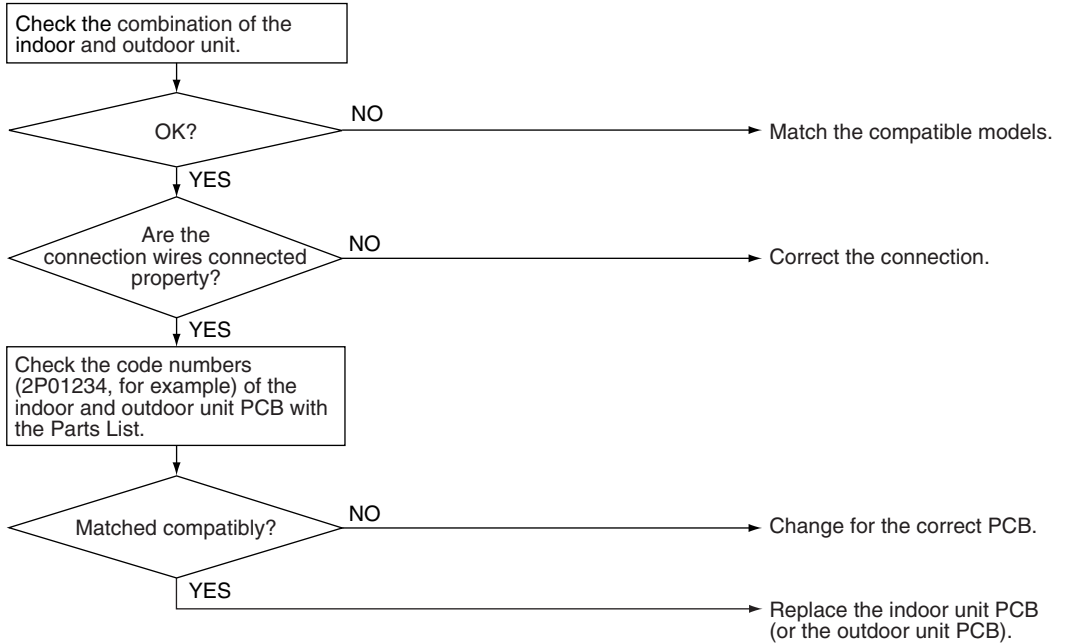 Check the combination of the
indoor and outdoor unit.
OK?
NO
Match the compatible models.
YES
Are the
connection wires connected
property?
NO
Correct the connection.
YES
Check the code numbers
(2P01234, for example) of the
indoor and outdoor unit PCB with
the Parts List.
Matched compatibly?
NO
Change for the correct PCB.
YES
Replace the indoor unit PCB
(or the outdoor unit PCB).